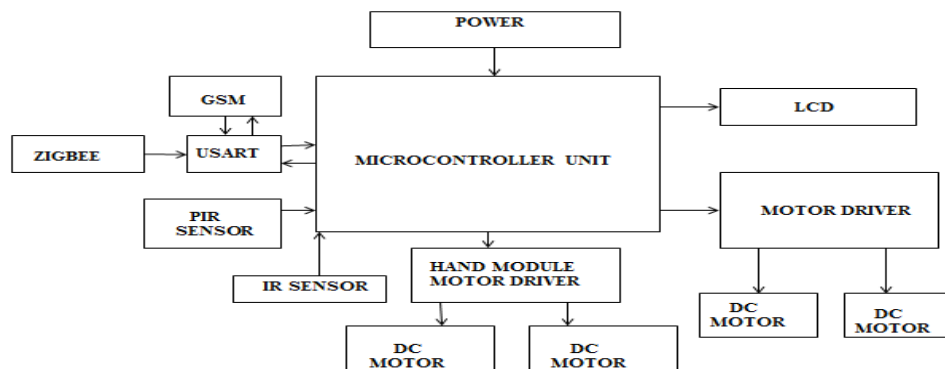 POWER
GSM
LCD
ZIGBEE
USART
MICROCONTROLLER UNIT
PIR
SENSOR
MOTOR DRIVER
IR SENSOR
HAND MODULE
MOTOR DRIVER
DC
MOTOR
DC
MOTOR
DC
MOTOR
DC
MOTOR